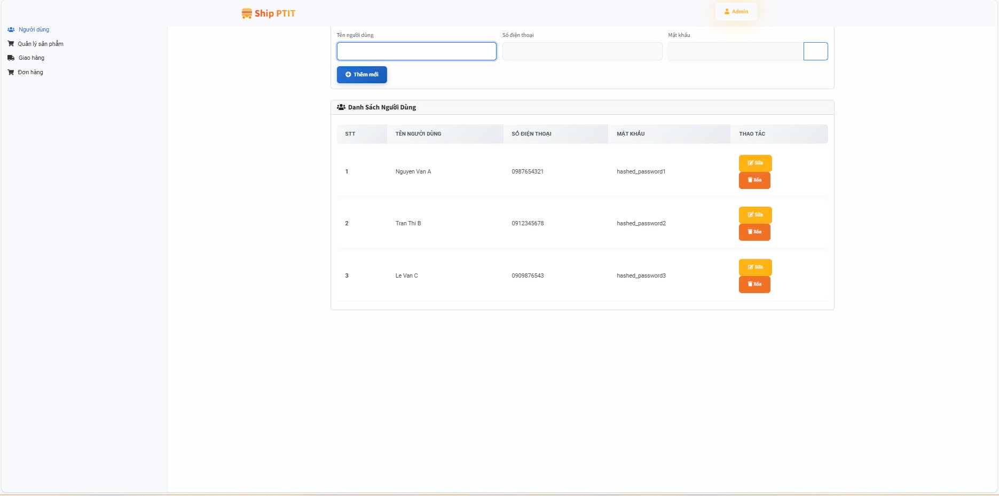 Ship PTIT
Admin
Người dùng
Quản lý sản phẩm
Giao hàng
Đơn hàng
Tên người dùng Số điện thoại Mật khẩu
Thêm mới
Danh Sách Người Dùng
STT TÊN NGƯỜI DÙNG SỐ ĐIỆN THOẠI MẬT KHẨU THAO TÁC
1 Nguyen Van A 0987654321 hashed_password1 Sửa
Xóa
2 Tran Thi B 0912345678 hashed_password2 Sửa
Xóa
3 Le Van C 0909876543 hashed_password3 Sửa
Xóa